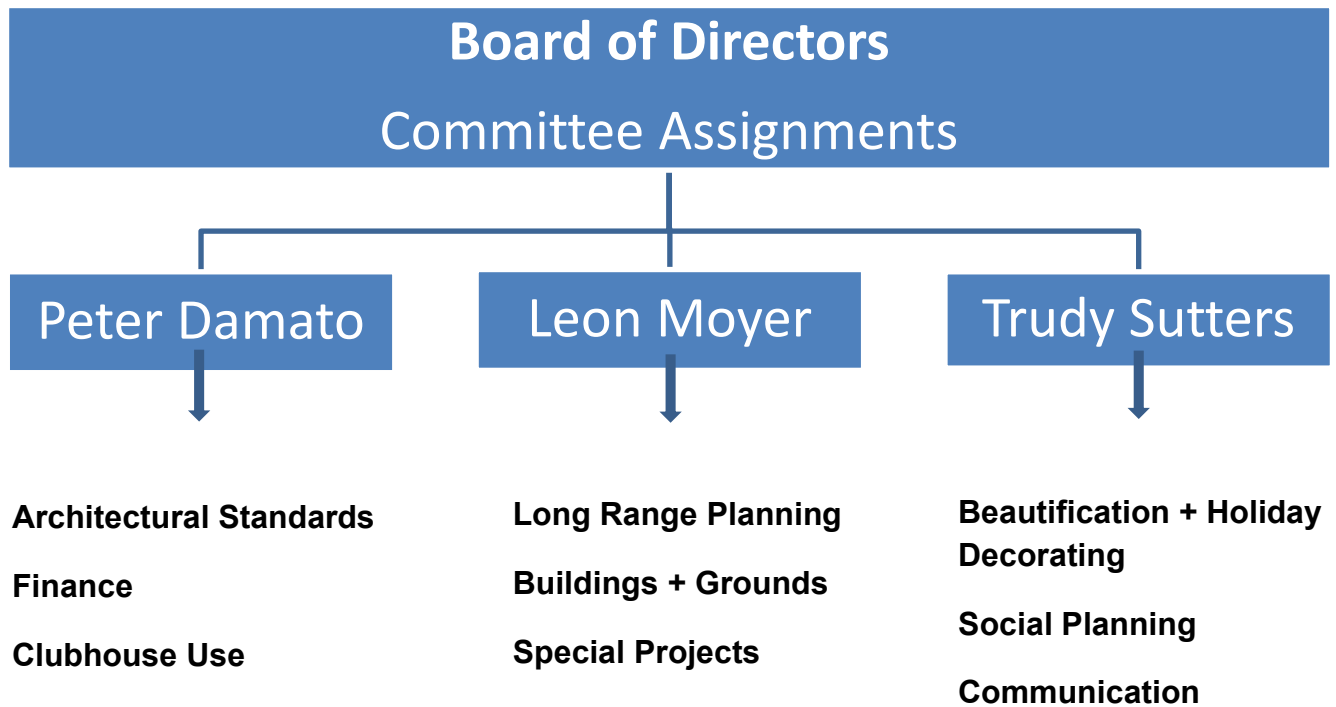 Board of Directors
Committee Assignments
Peter Damato
Leon Moyer
Trudy Sutters
Architectural Standards
Finance
Clubhouse Use
Long Range Planning
Buildings + Grounds
Special Projects
Beautification + Holiday
Decorating
Social Planning
Communication